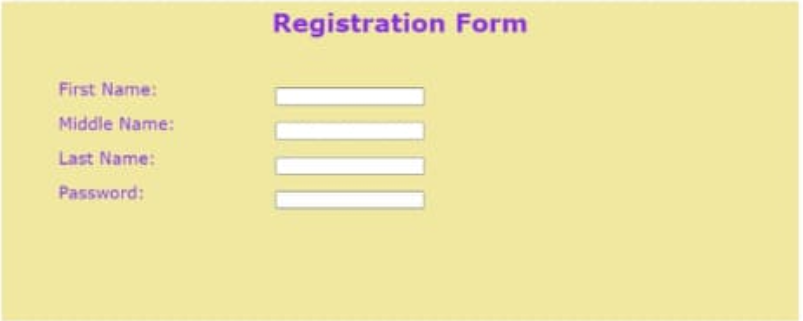 Registration Form
First Name:
Middle Name:
Last Name:
Password: